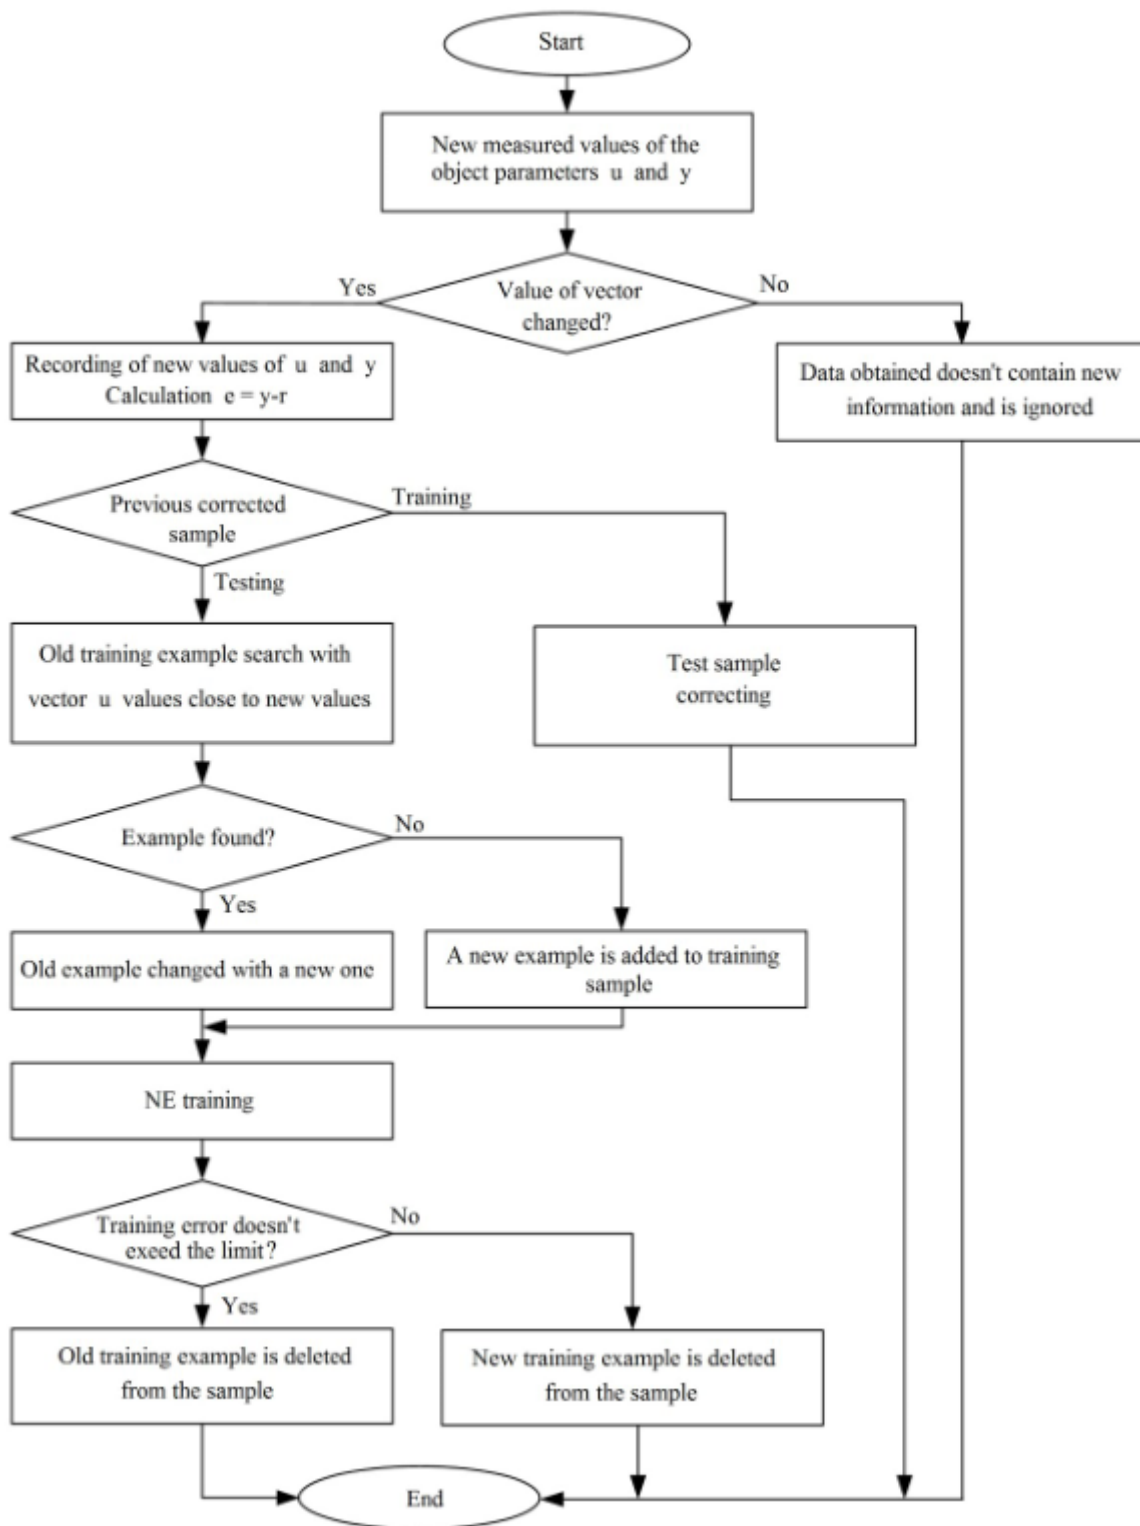 Start
New measured values of the
object parameters u and y
Yes
Value of vector
changed?
No
Recording of new values of u and y
Calculation e = y-r
Data obtained doesn't contain new
information and is ignored
Previous corrected
sample
Training
Testing
Old training example search with
vector u values close to new values
Test sample
correcting
Example found?
No
Yes
Old example changed with a new one
A new example is added to training
sample
NE training
Training error doesn't
exeed the limit?
No
Yes
Old training example is deleted
from the sample
New training example is deleted
from the sample
End